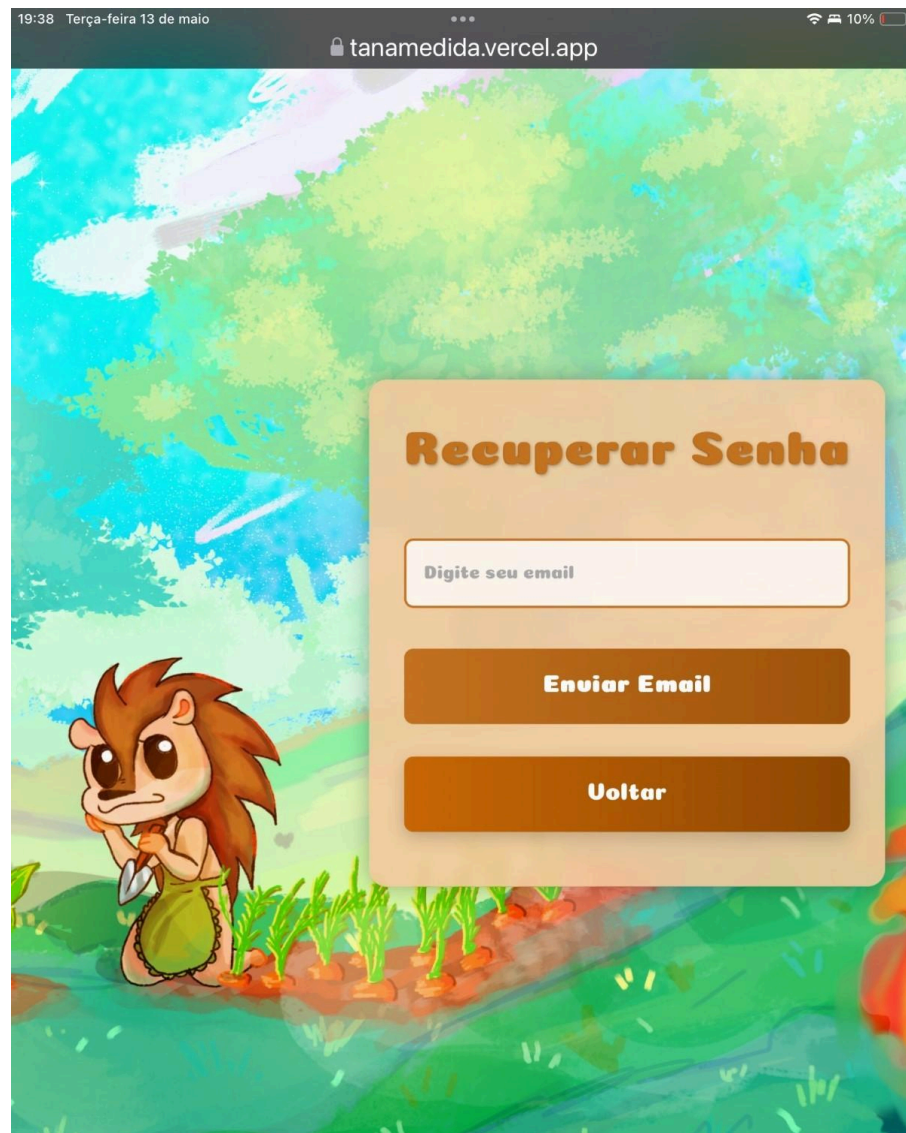 19:38 Terça-feira 13 de maio
10%
tanamedida.vercel.app
Recuperar Senha
Digite seu email
Enviar Email
Voltar